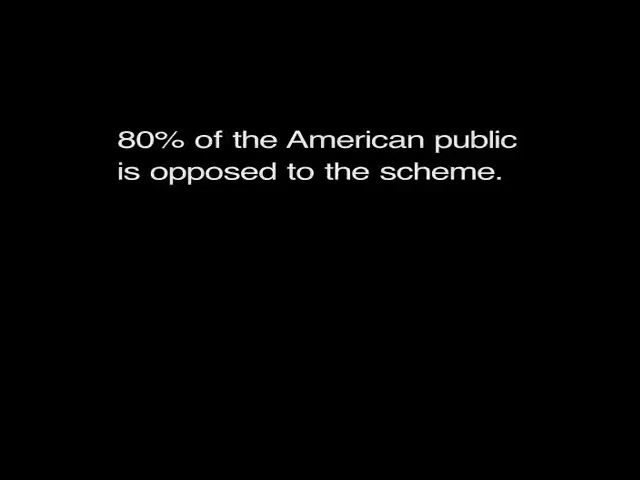 80% of the American public
is opposed to the scheme.